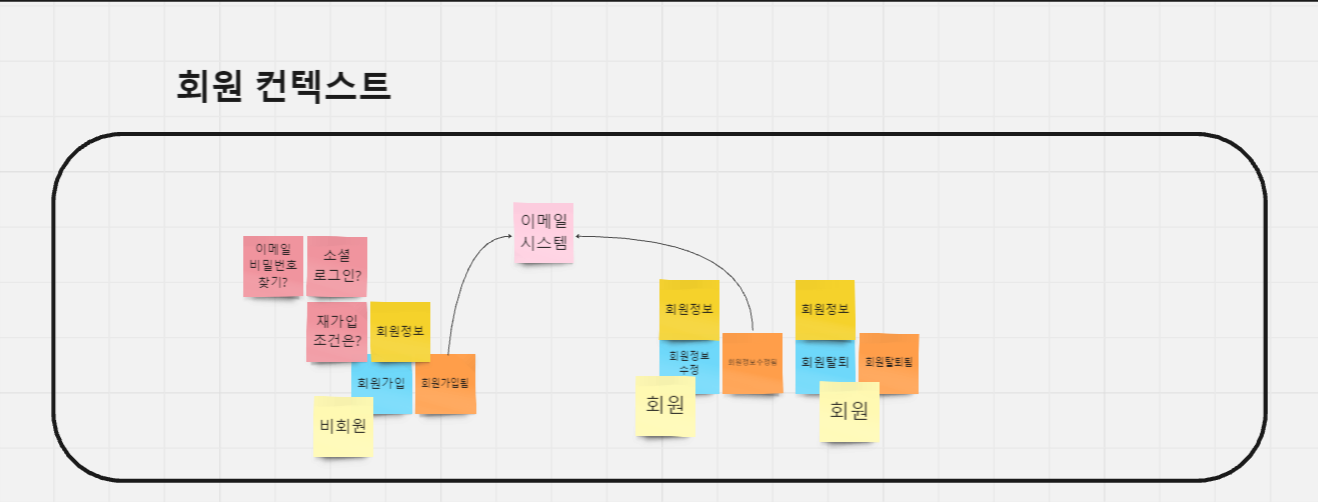 회원 컨텍스트
이메일
시스템
이메일
비밀번호
찾기?
소셜
로그인?
재가입
조건은?
회원정보
회원가입
회원가입됨
비회원
회원정보
회원정보
수정
회원정보수정됨
회원
회원정보
회원탈퇴
회원탈퇴됨
회원